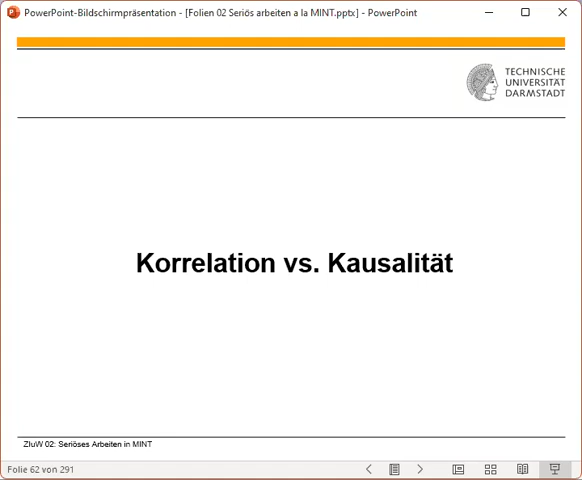 PowerPoint-Bildschirmpräsentation - [Folien 02 Seriös arbeiten a la MINT.pptx] - PowerPoint
TECHNISCHE
UNIVERSITÄT
DARMSTADT
Korrelation vs. Kausalität
ZIuW 02: Seriöses Arbeiten in MINT
Folie 62 von 291